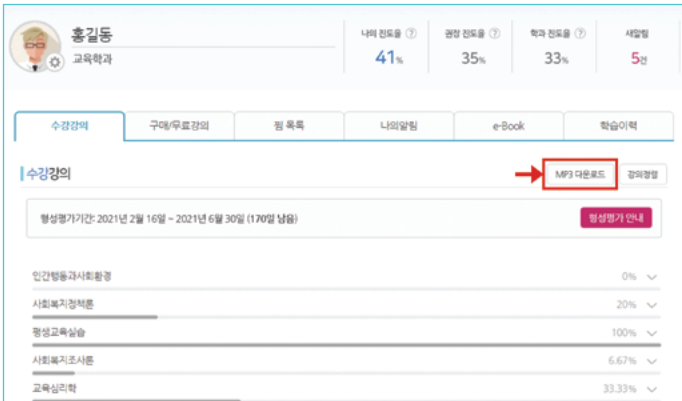 홍길동
교육학과
나의 진도율 ?
41%
권장 진도율 ?
35%
학과 진도율 ?
33%
새알림
5건
수강강의 구매/무료강의 찜 목록 나의알림 e-Book 학습이력
수강강의
MP3 다운로드 강의정렬
형성평가기간: 2021년 2월 16일 ~ 2021년 6월 30일 (170일 남음) 형성평가 안내
인간행동과사회환경 0%
사회복지정책론 20%
평생교육실습 100%
사회복지조사론 6.67%
교육심리학 33.33%